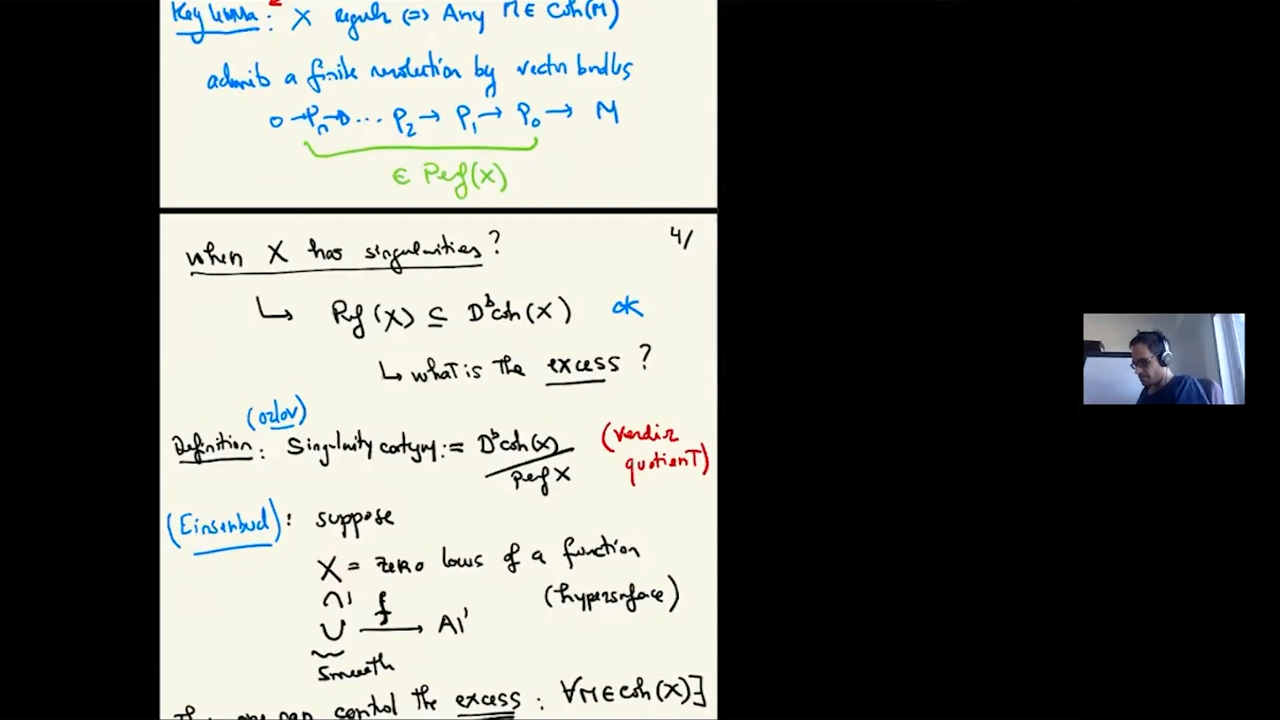 Key lemma: X regular <=> Any M ∈ Coh(M)
admits a finite resolution by vector bundles
0 → Pn → ... P2 → P1 → P0 → M
∈ Perf(X)
4/
when X has singularities?
↳ Perf(X) ⊆ D^b coh(X) ok
↳ what is the excess?
(Orlov)
Definition: Singularity category := D^b coh(X) / Perf X (Verdier quotient)
(Einsenbud): suppose
X = zero locus of a function
∩| f (hypersurface)
U → A|'
smooth
control the excess: ∀M∈coh(X) ∃